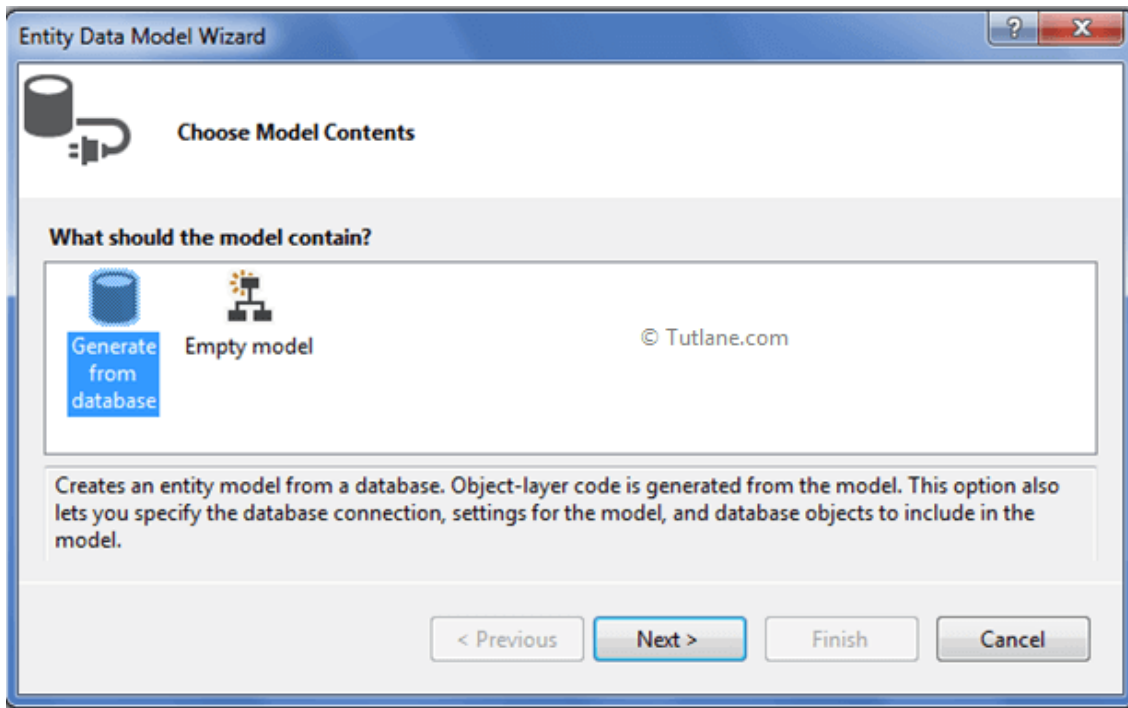 Entity Data Model Wizard
?
X
Choose Model Contents
What should the model contain?
Generate
from
database
Empty model
© Tutlane.com
Creates an entity model from a database. Object-layer code is generated from the model. This option also
lets you specify the database connection, settings for the model, and database objects to include in the
model.
< Previous
Next >
Finish
Cancel